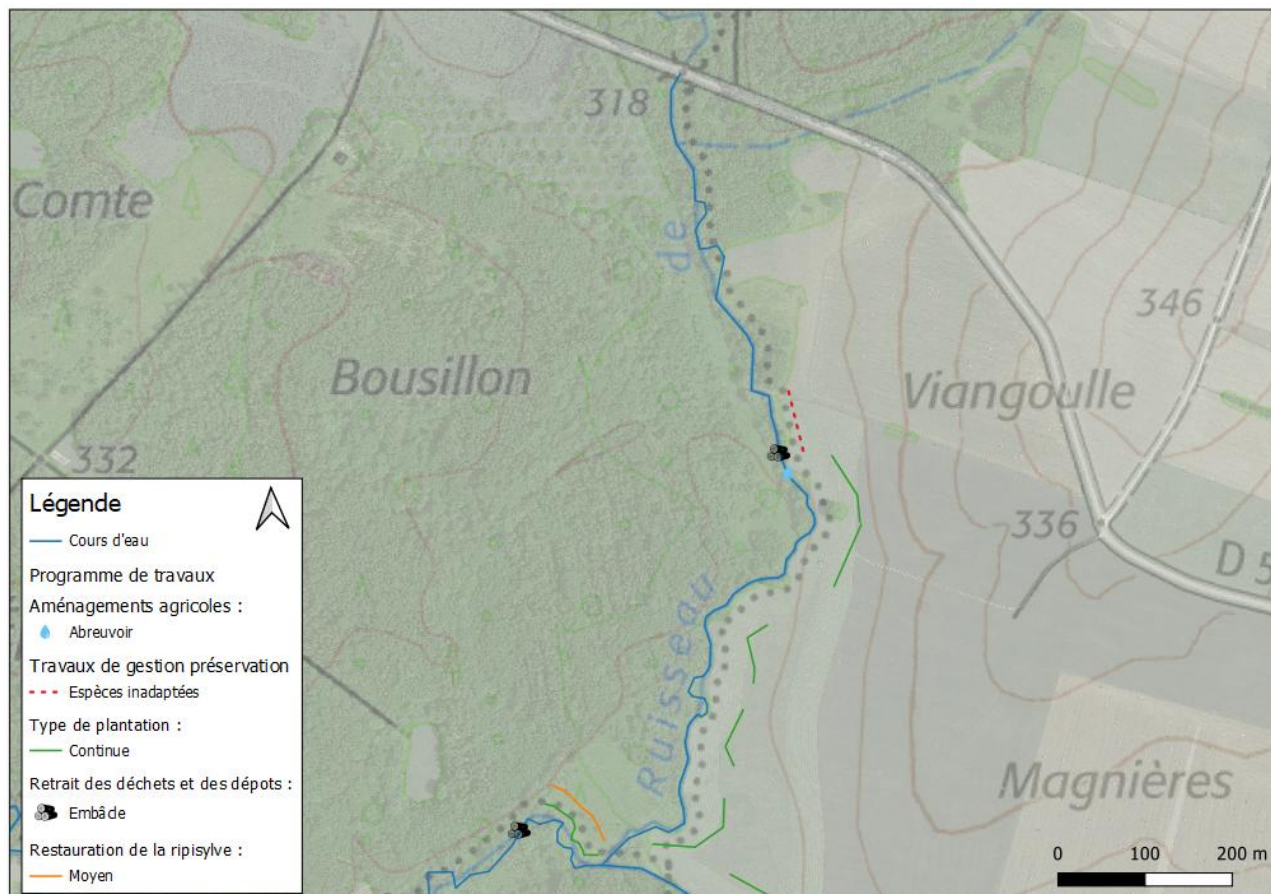 318
Comte
de
346
Bousillon
Viangoulle
332
336
D 5
Ruisseau
Magnières
Légende
Cours d'eau
Programme de travaux
Aménagements agricoles :
Abreuvoir
Travaux de gestion préservation
Espèces inadaptées
Type de plantation :
Continue
Retrait des déchets et des dépots :
Embâcle
Restauration de la ripisylve :
Moyen
0 100 200 m